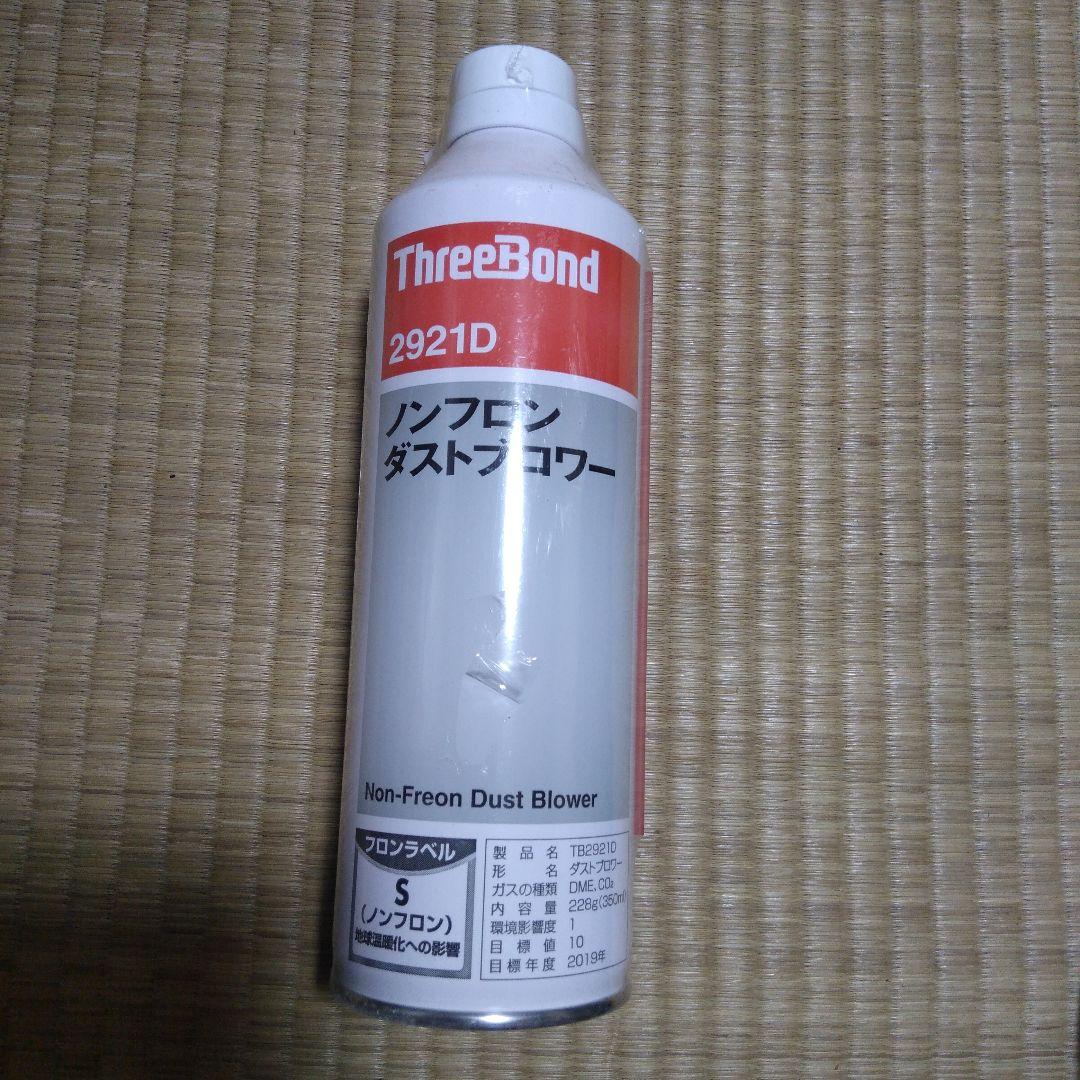 ThreeBond
2921D
ノンフロン
ダストブロワー
Non-Freon Dust Blower
フロンラベル
S
(ノンフロン)
地球温暖化への影響
製品名 TB2921D
形名 ダストブロワー
ガスの種類 DME、CO₂
内容量 228g(350ml)
環境影響度 1
目標値 10
目標年度 2019年